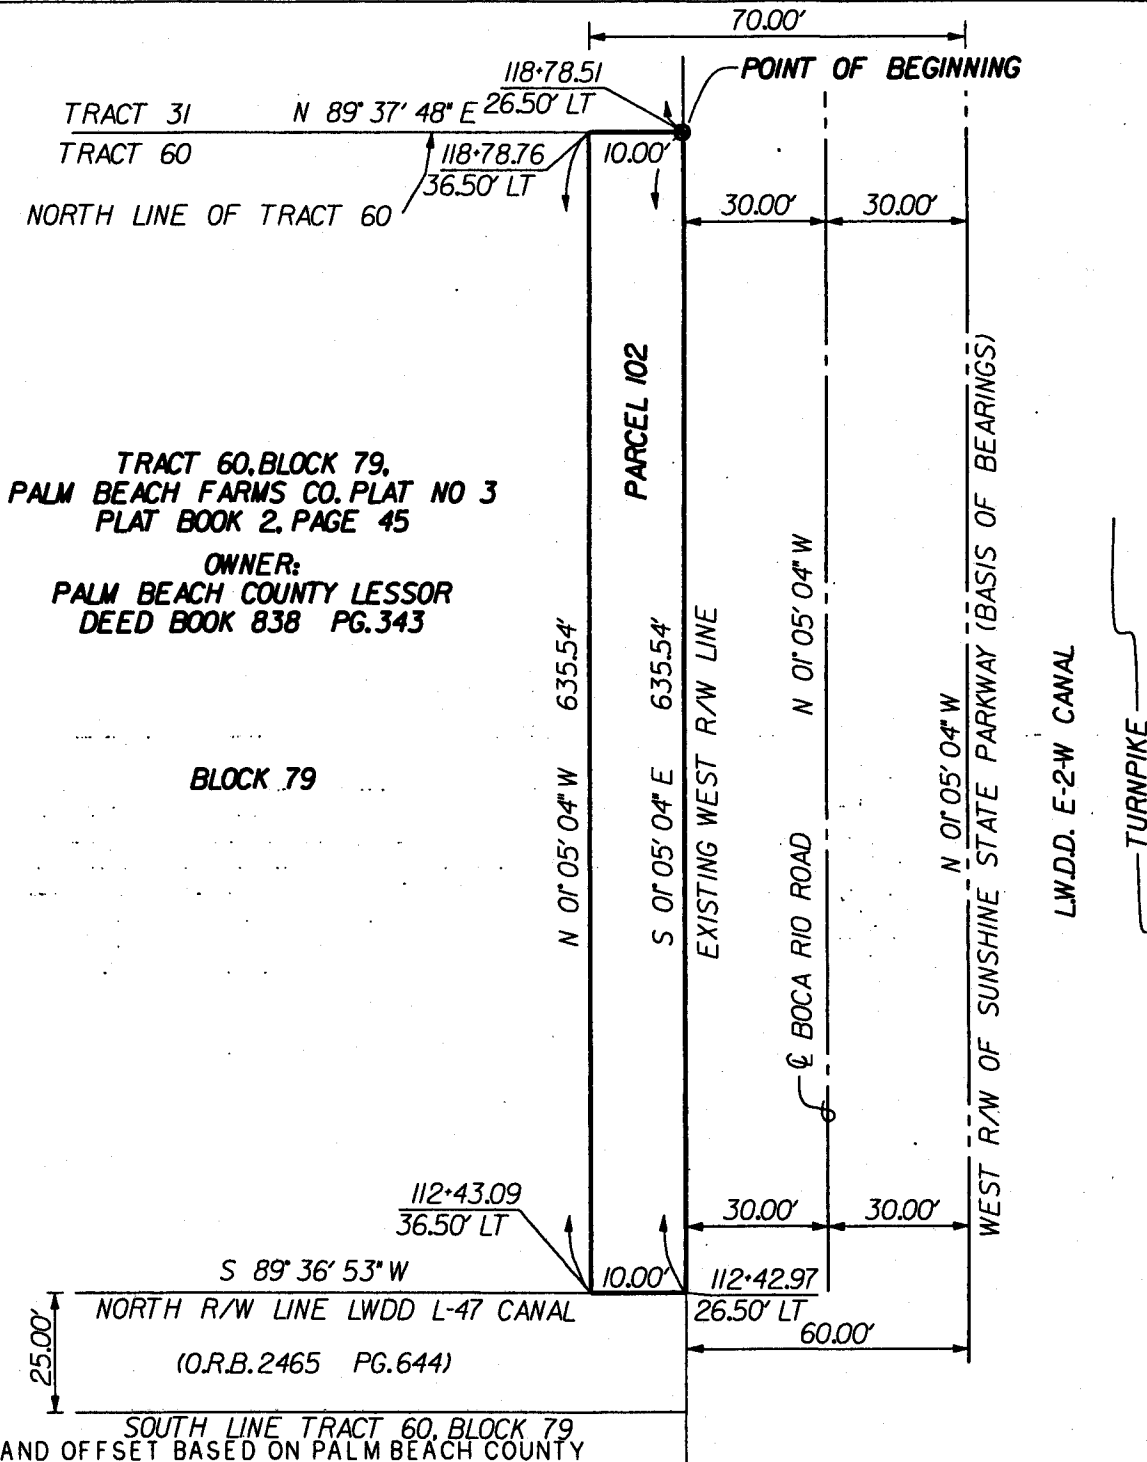 70.00'
118+78.51
26.50' LT
POINT OF BEGINNING
TRACT 31
N 89° 37' 48" E
TRACT 60
118+78.76
36.50' LT
10.00'
NORTH LINE OF TRACT 60
30.00'
30.00'
PARCEL 102
TRACT 60, BLOCK 79,
PALM BEACH FARMS CO. PLAT NO 3
PLAT BOOK 2, PAGE 45
OWNER:
PALM BEACH COUNTY LESSOR
DEED BOOK 838 PG.343
BLOCK 79
N 01° 05' 04" W 635.54'
S 01° 05' 04" E 635.54'
EXISTING WEST R/W LINE
N 01° 05' 04" W
℄ BOCA RIO ROAD
N 01° 05' 04" W
WEST R/W OF SUNSHINE STATE PARKWAY (BASIS OF BEARINGS)
L.W.D.D. E-2-W CANAL
TURNPIKE
112+43.09
36.50' LT
30.00'
30.00'
S 89° 36' 53" W
10.00'
112+42.97
26.50' LT
NORTH R/W LINE LWDD L-47 CANAL
60.00'
25.00'
(O.R.B. 2465 PG.644)
SOUTH LINE TRACT 60, BLOCK 79
AND OFFSET BASED ON PALM BEACH COUNTY